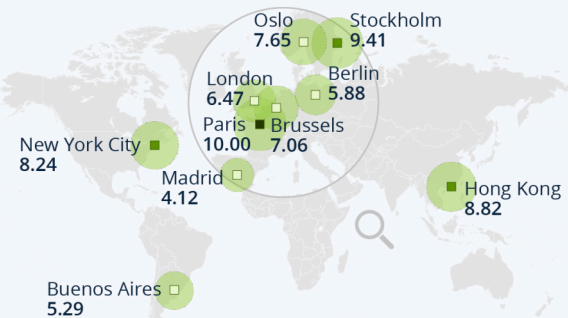 Oslo
7.65
Stockholm
9.41
London
6.47
Berlin
5.88
Paris
10.00
Brussels
7.06
New York City
8.24
Madrid
4.12
Hong Kong
8.82
Buenos Aires
5.29